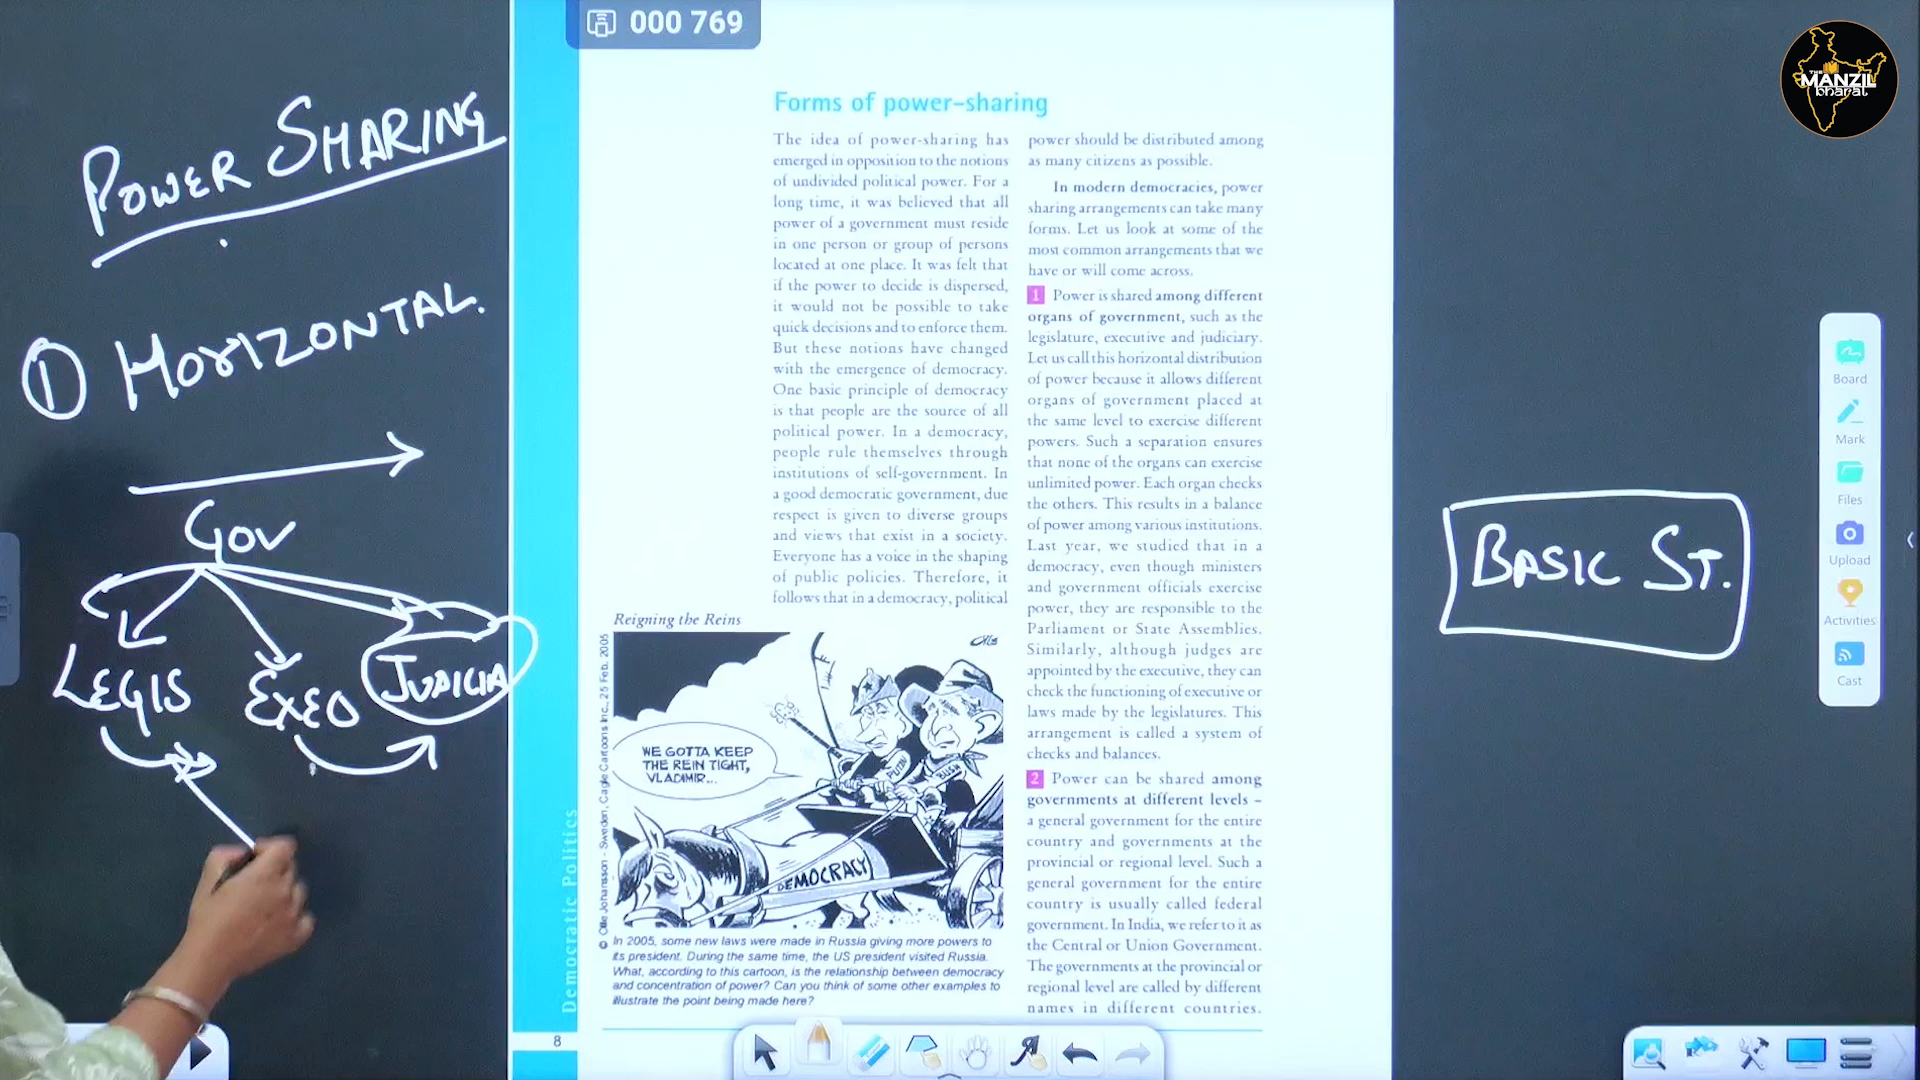 POWER SHARING
1 HORIZONTAL.
GOV
LEGIS
EXEO
JUDICIA
000 769
Forms of power-sharing
The idea of power-sharing has
emerged in opposition to the notions
of undivided political power. For a
long time, it was believed that all
power of a government must reside
in one person or group of persons
located at one place. It was felt that
if the power to decide is dispersed,
it would not be possible to take
quick decisions and to enforce them.
But these notions have changed
with the emergence of democracy.
One basic principle of democracy
is that people are the source of all
political power. In a democracy,
people rule themselves through
institutions of self-government. In
a good democratic government, due
respect is given to diverse groups
and views that exist in a society.
Everyone has a voice in the shaping
of public policies. Therefore, it
follows that in a democracy, political
power should be distributed among
as many citizens as possible.
In modern democracies, power
sharing arrangements can take many
forms. Let us look at some of the
most common arrangements that we
have or will come across.
1 Power is shared among different
organs of government, such as the
legislature, executive and judiciary.
Let us call this horizontal distribution
of power because it allows different
organs of government placed at
the same level to exercise different
powers. Such a separation ensures
that none of the organs can exercise
unlimited power. Each organ checks
the others. This results in a balance
of power among various institutions.
Last year, we studied that in a
democracy, even though ministers
and government officials exercise
power, they are responsible to the
Parliament or State Assemblies.
Similarly, although judges are
appointed by the executive, they can
check the functioning of executive or
laws made by the legislatures. This
arrangement is called a system of
checks and balances.
2 Power can be shared among
governments at different levels –
a general government for the entire
country and governments at the
provincial or regional level. Such a
general government for the entire
country is usually called federal
government. In India, we refer to it as
the Central or Union Government.
The governments at the provincial or
regional level are called by different
names in different countries.
Reigning the Reins
© Olle Johansson - Sweden, Cagle Cartoons Inc., 25 Feb. 2005
WE GOTTA KEEP
THE REIN TIGHT,
VLADIMIR...
PUTIN
BUSH
DEMOCRACY
In 2005, some new laws were made in Russia giving more powers to
its president. During the same time, the US president visited Russia.
What, according to this cartoon, is the relationship between democracy
and concentration of power? Can you think of some other examples to
illustrate the point being made here?
Democratic Politics
8
BASIC ST.
THE
MANZIL
bharat
Board
Mark
Files
Upload
Activities
Cast